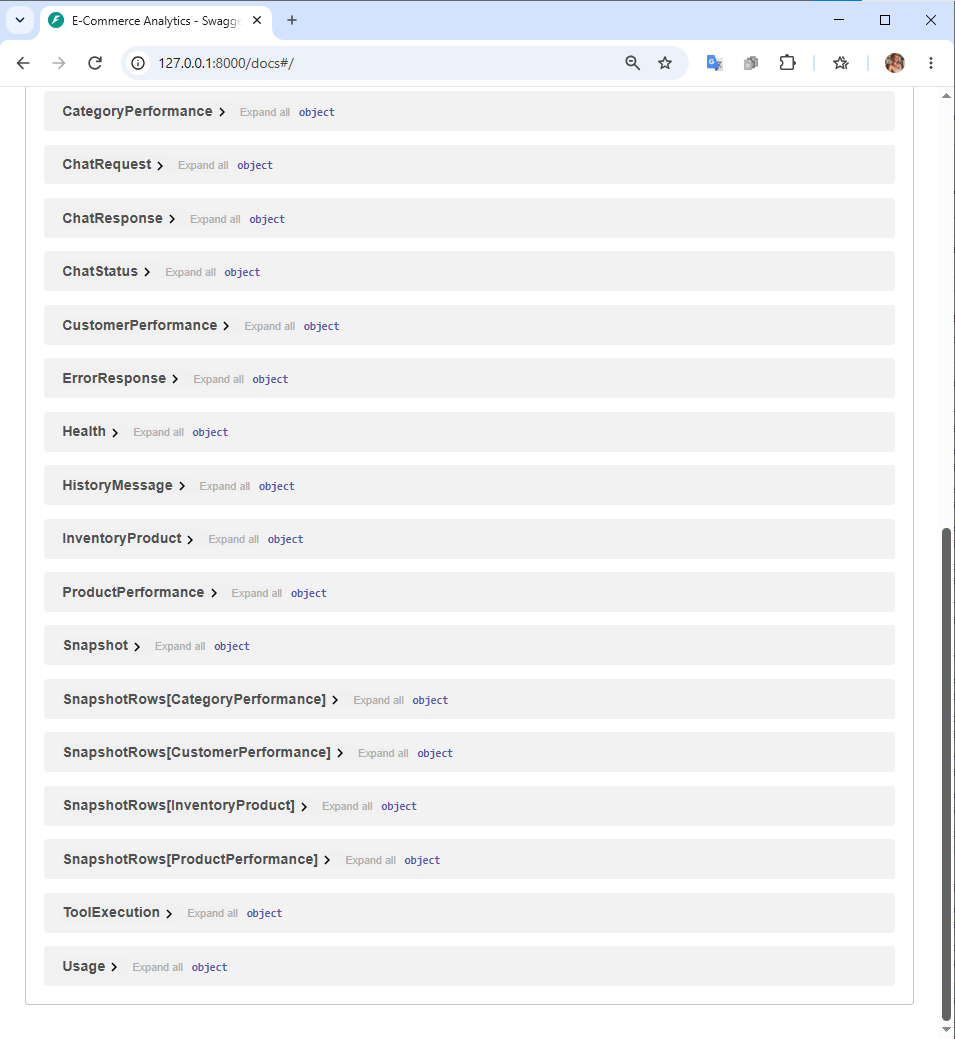 E-Commerce Analytics - Swagge
127.0.0.1:8000/docs#/
CategoryPerformance Expand all object
ChatRequest Expand all object
ChatResponse Expand all object
ChatStatus Expand all object
CustomerPerformance Expand all object
ErrorResponse Expand all object
Health Expand all object
HistoryMessage Expand all object
InventoryProduct Expand all object
ProductPerformance Expand all object
Snapshot Expand all object
SnapshotRows[CategoryPerformance] Expand all object
SnapshotRows[CustomerPerformance] Expand all object
SnapshotRows[InventoryProduct] Expand all object
SnapshotRows[ProductPerformance] Expand all object
ToolExecution Expand all object
Usage Expand all object